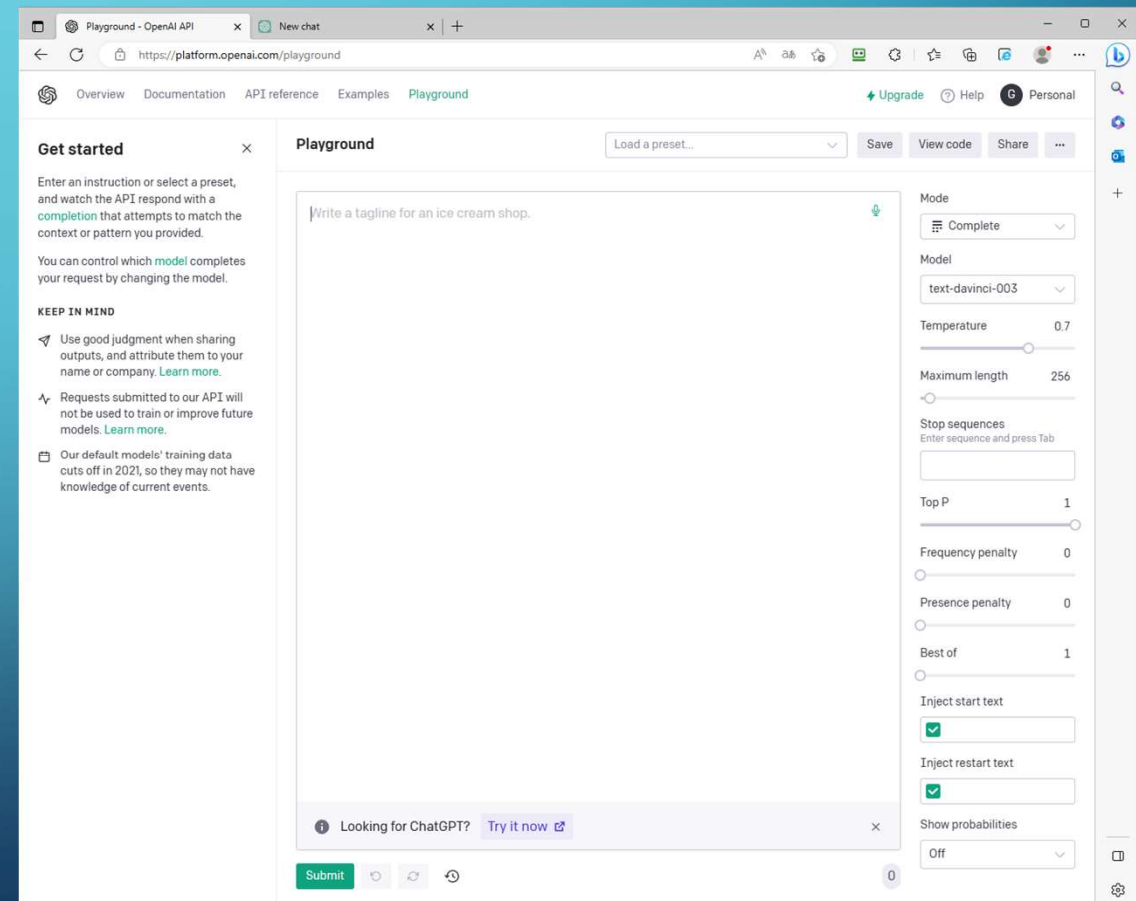 Playground - OpenAI API
New chat
https://platform.openai.com/playground
Overview Documentation API reference Examples Playground
Upgrade Help G Personal
Get started
Enter an instruction or select a preset,
and watch the API respond with a
completion that attempts to match the
context or pattern you provided.
You can control which model completes
your request by changing the model.
KEEP IN MIND
Use good judgment when sharing
outputs, and attribute them to your
name or company. Learn more.
Requests submitted to our API will
not be used to train or improve future
models. Learn more.
Our default models' training data
cuts off in 2021, so they may not have
knowledge of current events.
Playground
Load a preset...
Save View code Share ...
Write a tagline for an ice cream shop.
Looking for ChatGPT? Try it now
Submit
0
Mode
Complete
Model
text-davinci-003
Temperature 0.7
Maximum length 256
Stop sequences
Enter sequence and press Tab
Top P 1
Frequency penalty 0
Presence penalty 0
Best of 1
Inject start text
Inject restart text
Show probabilities
Off